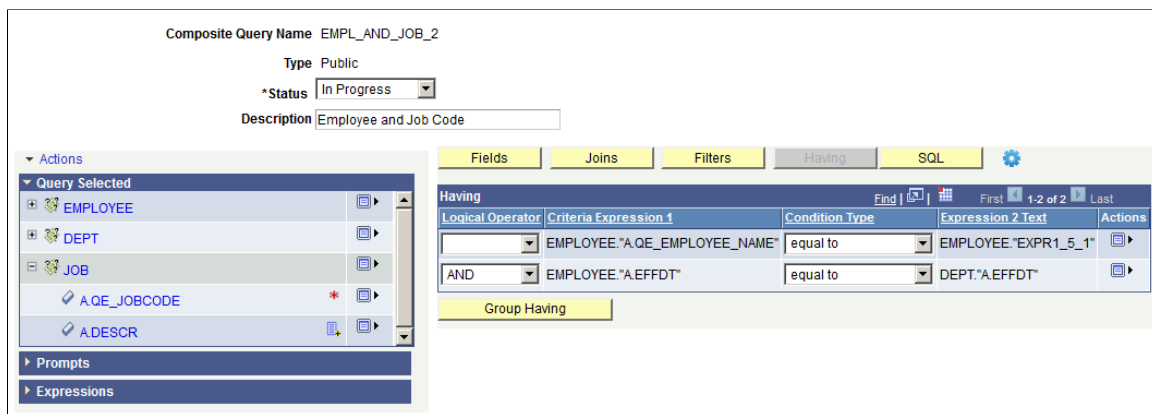 Composite Query Name EMPL_AND_JOB_2
Type Public
*Status In Progress
Description Employee and Job Code
Actions
Query Selected
EMPLOYEE
DEPT
JOB
A.QE_JOBCODE *
A.DESCR
Prompts
Expressions
Fields Joins Filters Having SQL
Having Find | | First 1-2 of 2 Last
Logical Operator Criteria Expression 1 Condition Type Expression 2 Text Actions
EMPLOYEE."A.QE_EMPLOYEE_NAME" equal to EMPLOYEE."EXPR1_5_1"
AND EMPLOYEE."A.EFFDT" equal to DEPT."A.EFFDT"
Group Having